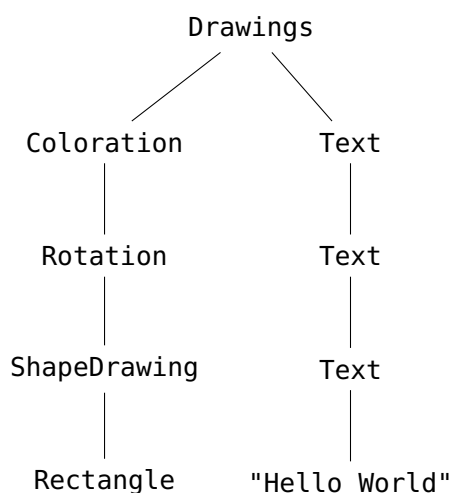 Drawings
Coloration Text
Rotation Text
ShapeDrawing Text
Rectangle "Hello World"